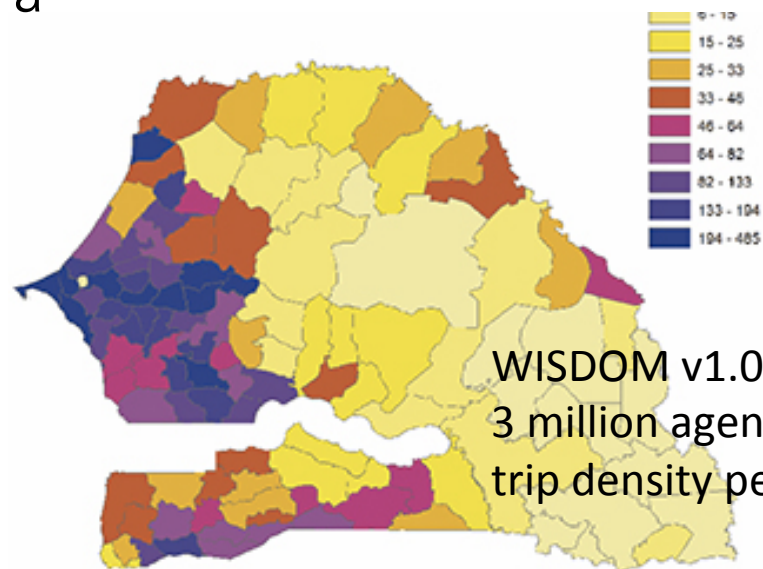 a
6 - 15
15 - 25
25 - 33
33 - 46
46 - 64
64 - 82
82 - 133
133 - 194
194 - 485
WISDOM v1.0
3 million agen
trip density pe